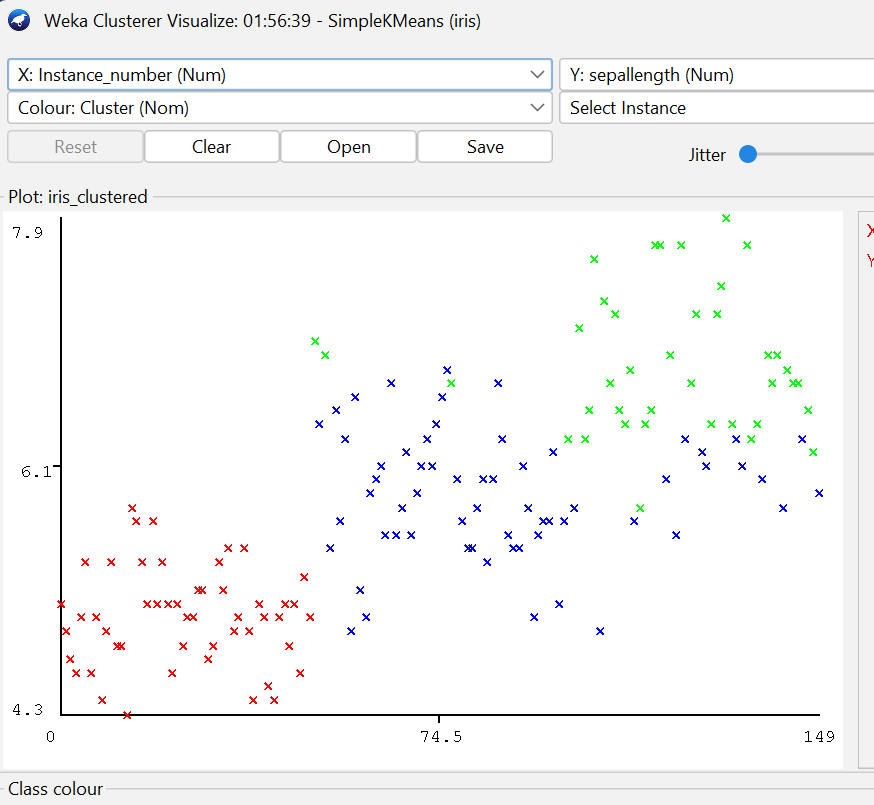 Weka Clusterer Visualize: 01:56:39 - SimpleKMeans (iris)
X: Instance_number (Num) Y: sepallength (Num)
Colour: Cluster (Nom) Select Instance
Reset Clear Open Save
Jitter
Plot: iris_clustered
7.9
X
Y
6.1
4.3
0 74.5 149
Class colour